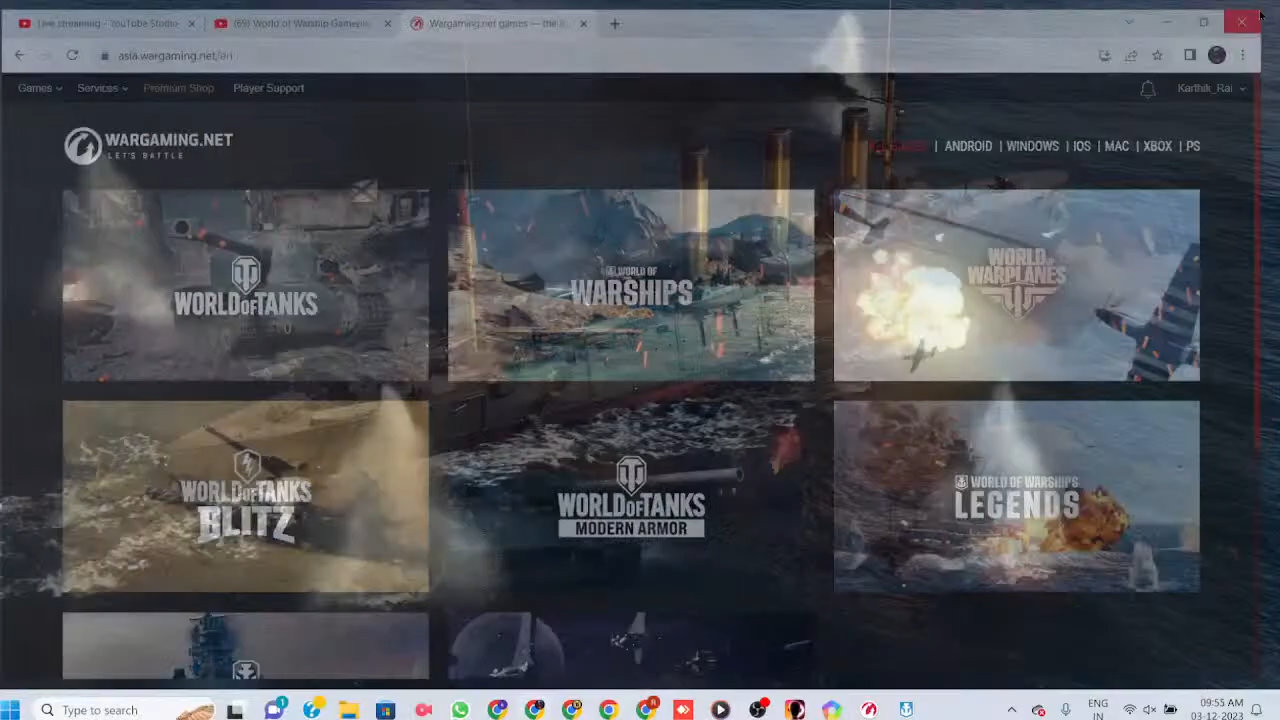 Live streaming - YouTube Studio
(69) World of Warship Gameplay
Wargaming.net games — the b
asia.wargaming.net/en
Games
Services
Premium Shop
Player Support
Karthik_Rai
WARGAMING.NET
LET'S BATTLE
| ANDROID | WINDOWS | IOS | MAC | XBOX | PS
WORLD OF TANKS
WORLD OF
WARSHIPS
WORLD OF
WARPLANES
WORLD OF TANKS
BLITZ
WORLD OF TANKS
MODERN ARMOR
WORLD OF WARSHIPS
LEGENDS
Type to search
1
ENG
IN
09:55 AM
03-12-2023